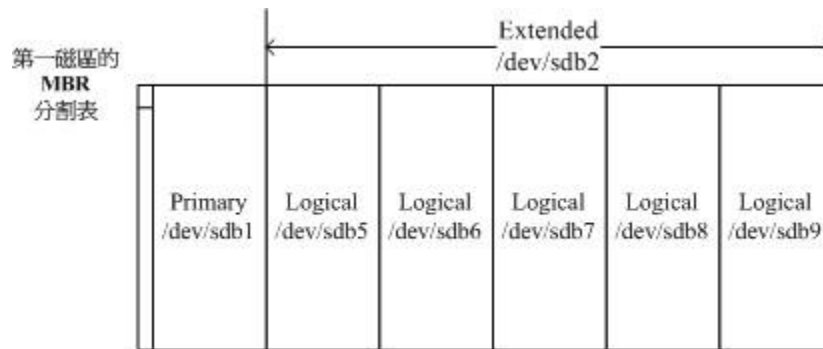 Extended
/dev/sdb2
第一磁區的
MBR
分割表
Primary
/dev/sdb1
Logical
/dev/sdb5
Logical
/dev/sdb6
Logical
/dev/sdb7
Logical
/dev/sdb8
Logical
/dev/sdb9